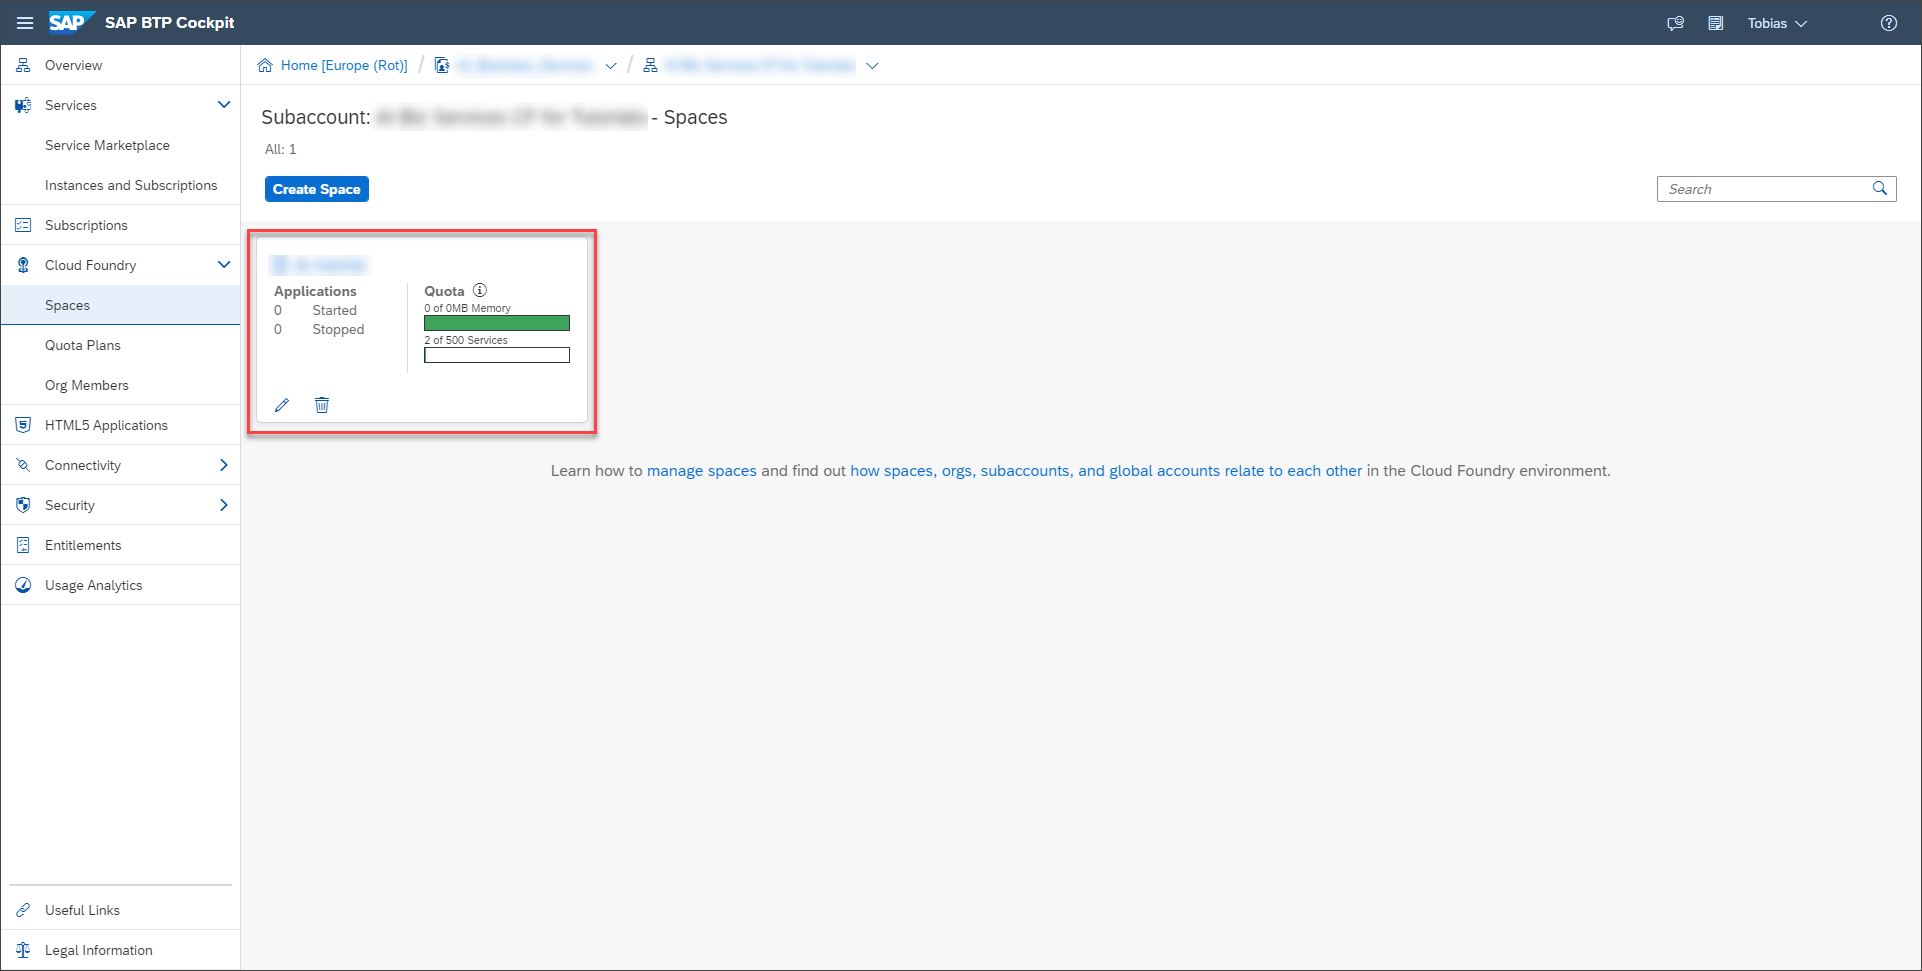 SAP SAP BTP Cockpit
Tobias
Overview
Services
Service Marketplace
Instances and Subscriptions
Subscriptions
Cloud Foundry
Spaces
Quota Plans
Org Members
HTML5 Applications
Connectivity
Security
Entitlements
Usage Analytics
Useful Links
Legal Information
Home [Europe (Rot)] / /
Subaccount: - Spaces
All: 1
Create Space
Search
Applications
0 Started
0 Stopped
Quota
0 of 0MB Memory
2 of 500 Services
Learn how to manage spaces and find out how spaces, orgs, subaccounts, and global accounts relate to each other in the Cloud Foundry environment.